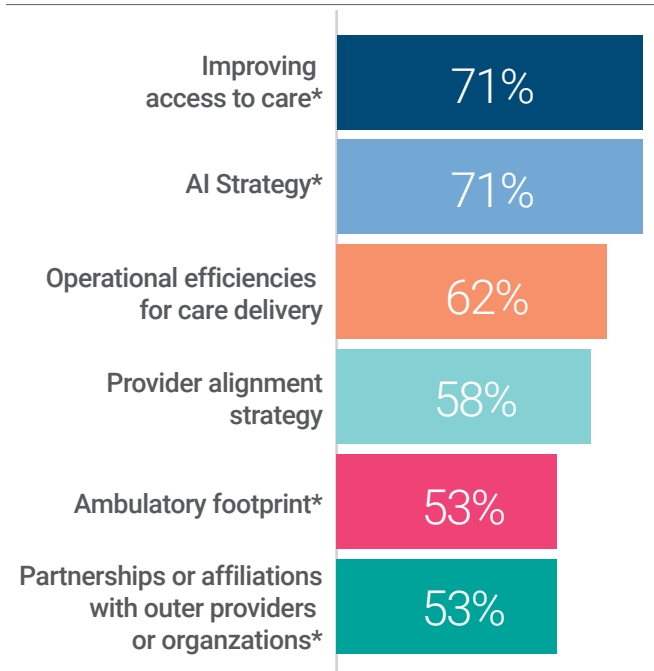 Improving
access to care*
71%
AI Strategy*
71%
Operational efficiencies
for care delivery
62%
Provider alignment
strategy
58%
Ambulatory footprint*
53%
Partnerships or affiliations
with outer providers
or organzations*
53%